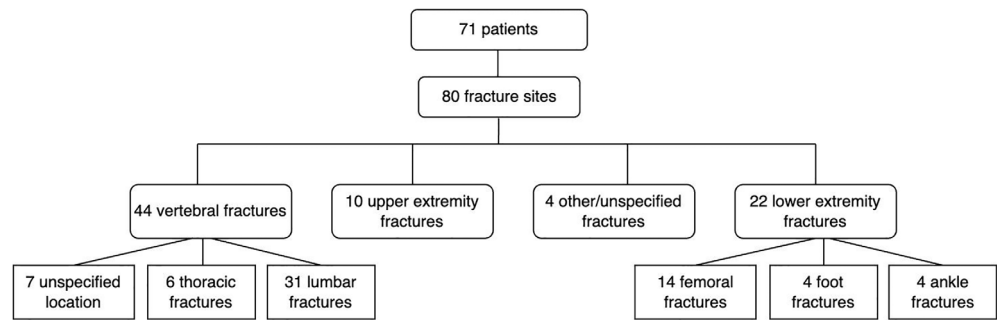 71 patients
80 fracture sites
44 vertebral fractures
10 upper extremity
fractures
4 other/unspecified
fractures
22 lower extremity
fractures
7 unspecified
location
6 thoracic
fractures
31 lumbar
fractures
14 femoral
fractures
4 foot
fractures
4 ankle
fractures